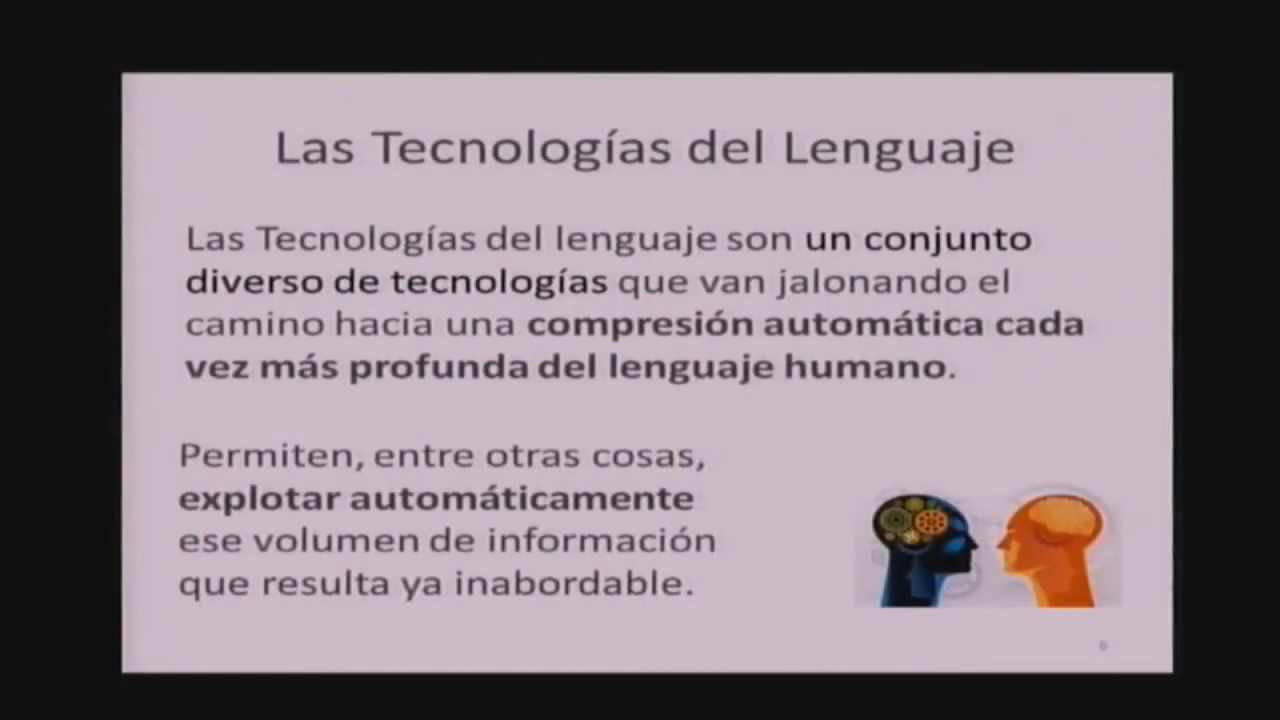 Las Tecnologías del Lenguaje
Las Tecnologías del lenguaje son un conjunto
diverso de tecnologías que van jalonando el
camino hacia una compresión automática cada
vez más profunda del lenguaje humano.
Permiten, entre otras cosas,
explotar automáticamente
ese volumen de información
que resulta ya inabordable.